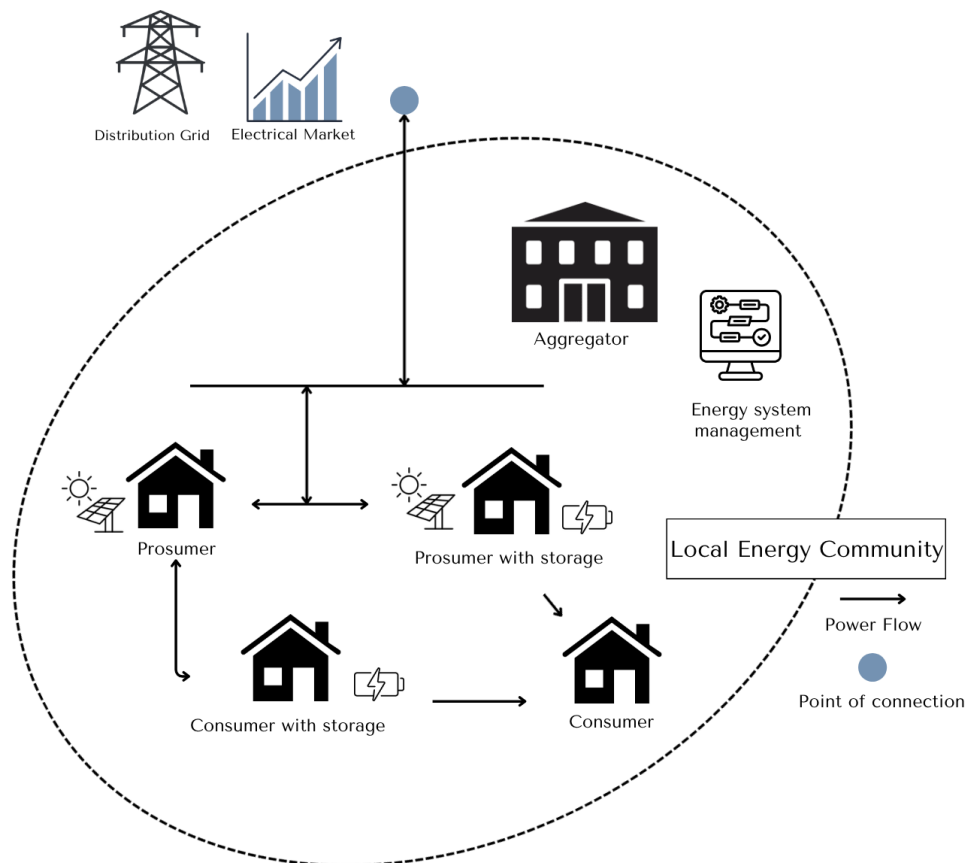 Distribution Grid
Electrical Market
Aggregator
Energy system
management
Prosumer
Prosumer with storage
Local Energy Community
Power Flow
Point of connection
Consumer with storage
Consumer